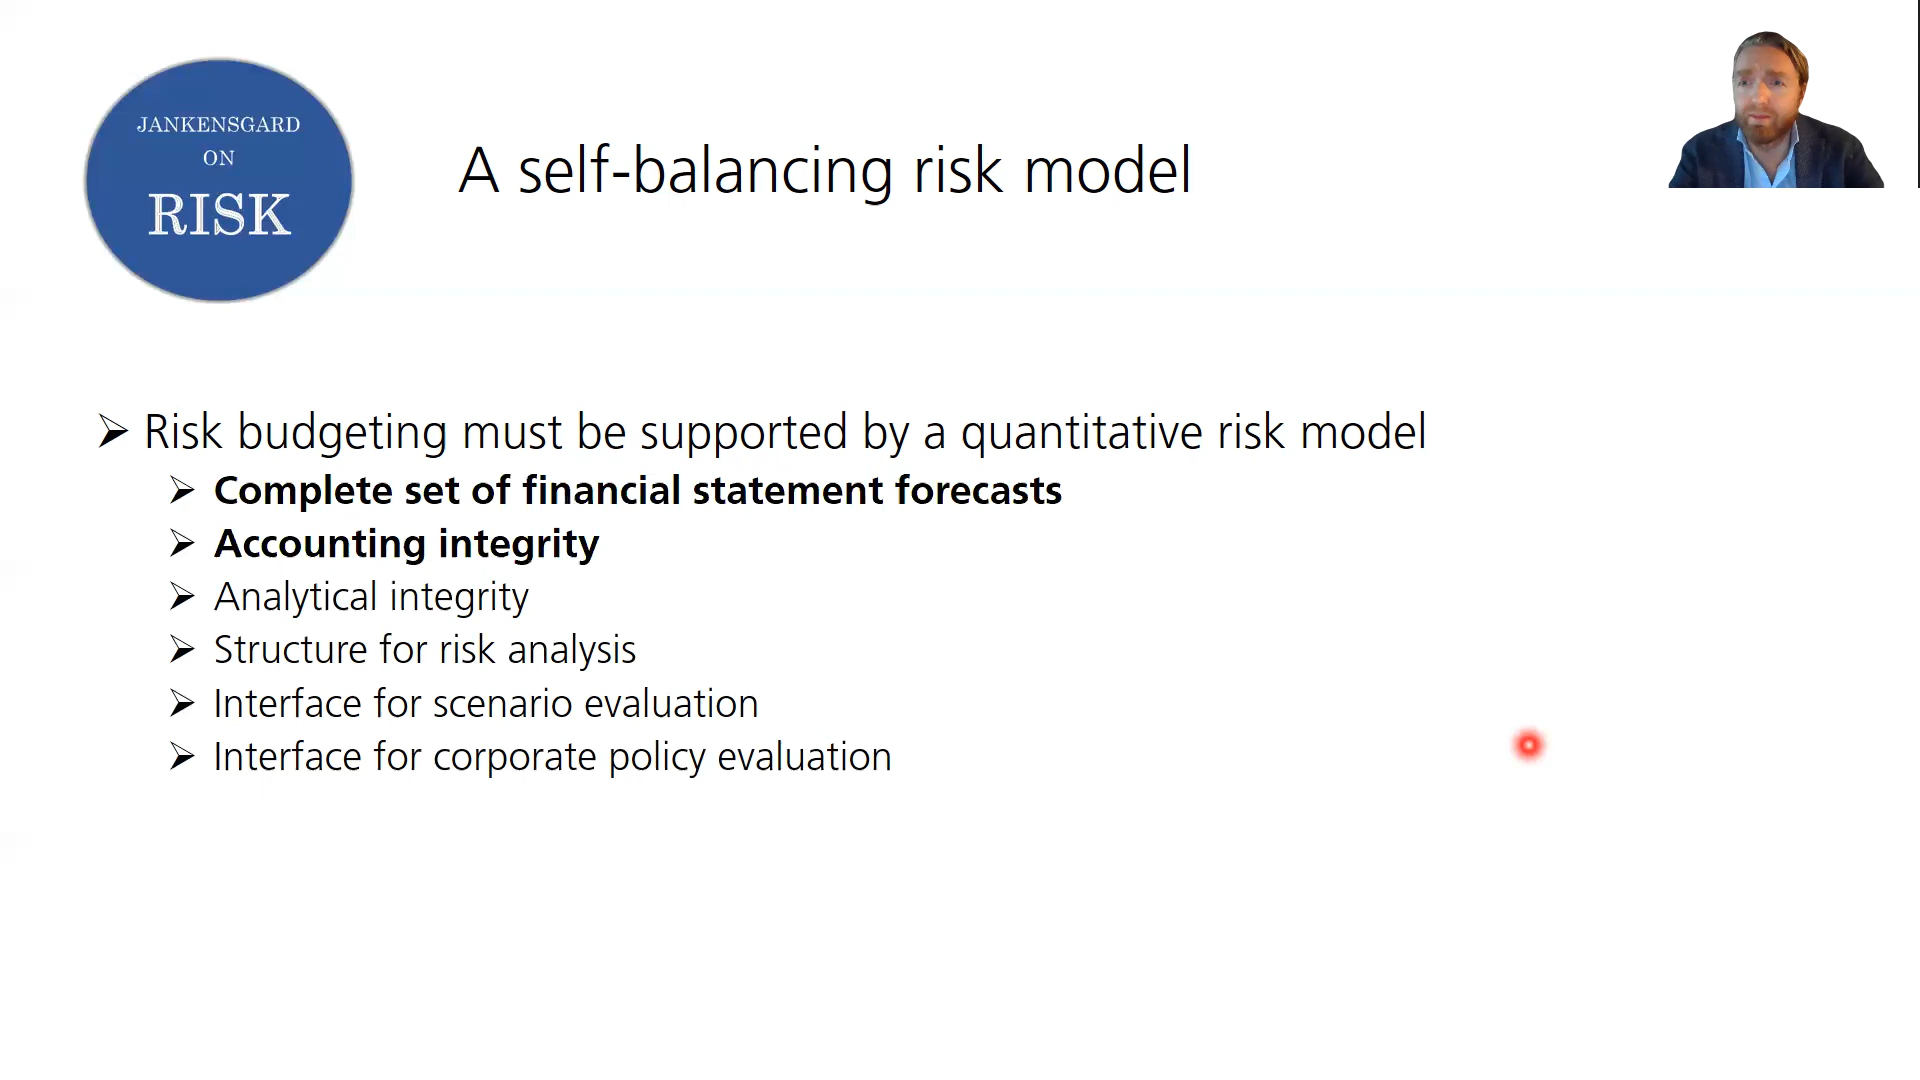 JANKENSGARD
ON
RISK
A self-balancing risk model
Risk budgeting must be supported by a quantitative risk model
Complete set of financial statement forecasts
Accounting integrity
Analytical integrity
Structure for risk analysis
Interface for scenario evaluation
Interface for corporate policy evaluation